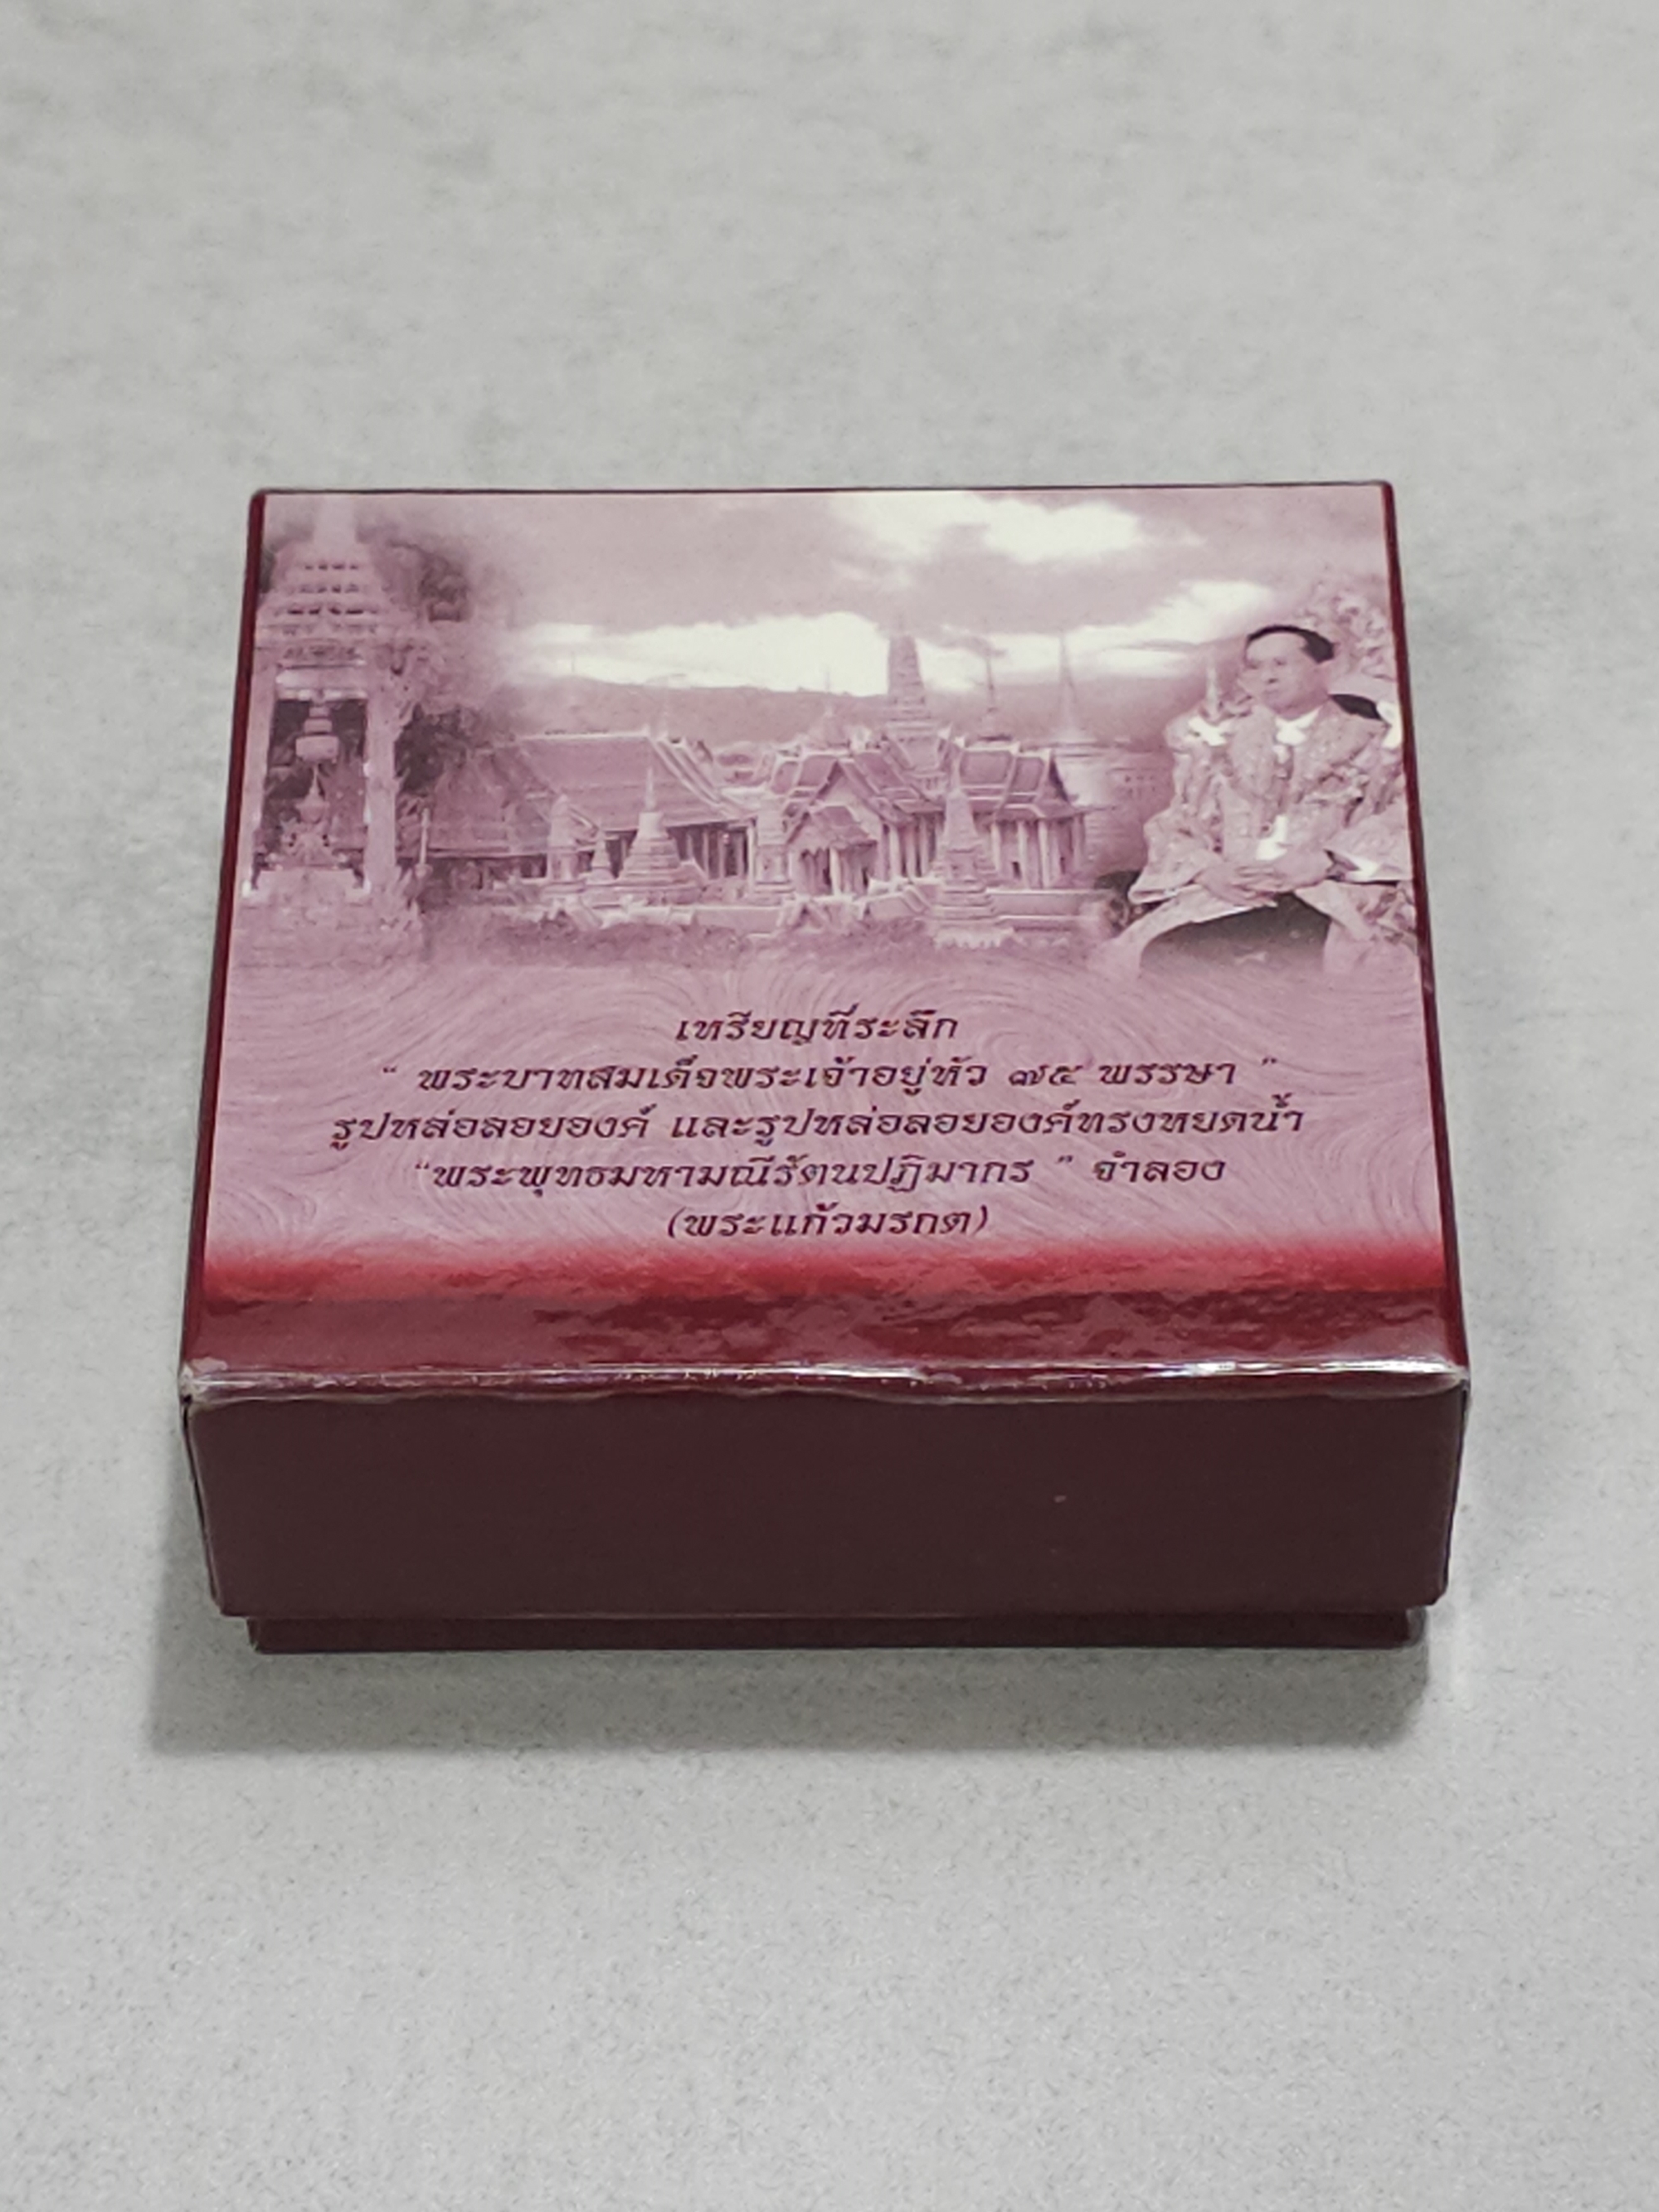 เหรียญที่ระลึก
“ พระบาทสมเด็จพระเจ้าอยู่หัว ๗๕ พรรษา ”
รูปหล่อลอยองค์ และรูปหล่อลอยองค์ทรงหยดน้ำ
“พระพุทธมหามณีรัตนปฏิมากร ” จำลอง
(พระแก้วมรกต)